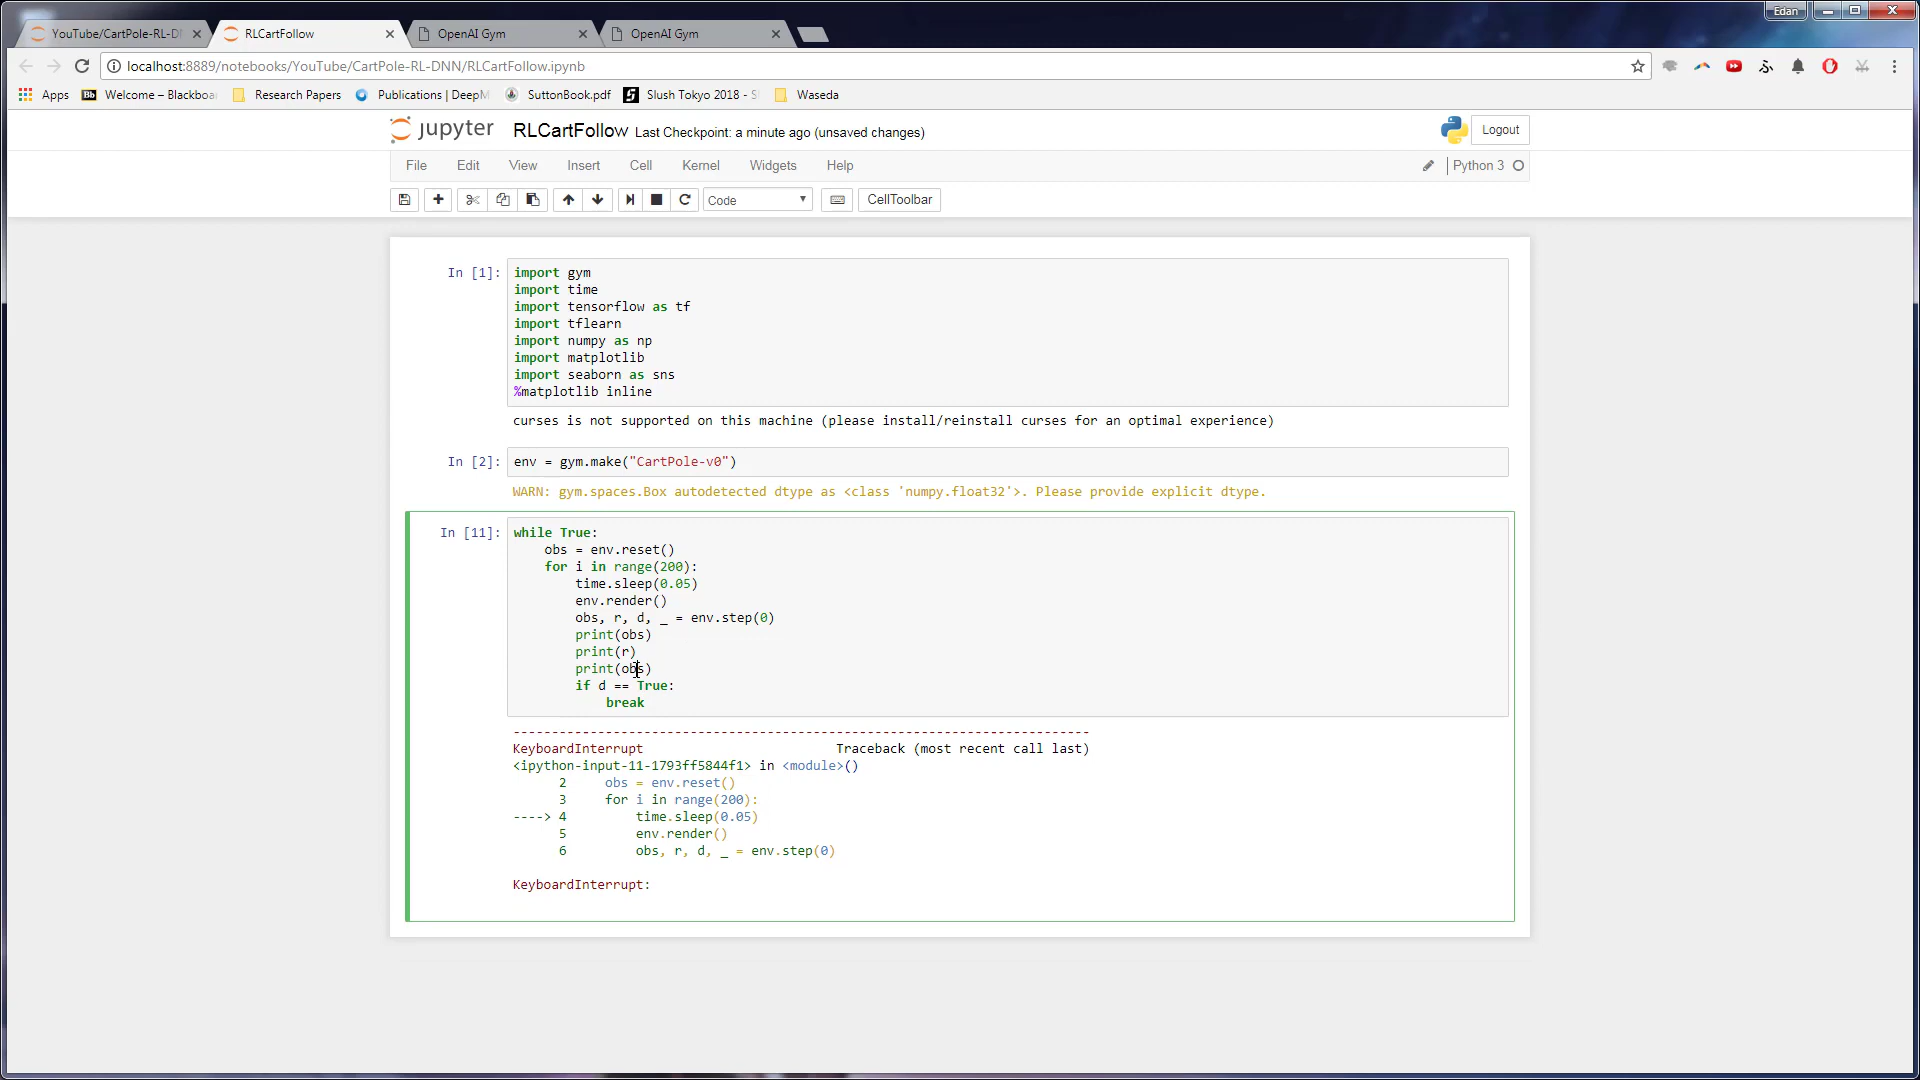 Edan
YouTube/CartPole-RL-D
RLCartFollow
OpenAI Gym
OpenAI Gym
localhost:8889/notebooks/YouTube/CartPole-RL-DNN/RLCartFollow.ipynb
Apps
Bb Welcome – Blackboa
Research Papers
Publications | DeepM
SuttonBook.pdf
Slush Tokyo 2018 - S
Waseda
jupyter RLCartFollow Last Checkpoint: a minute ago (unsaved changes)
Logout
File Edit View Insert Cell Kernel Widgets Help
Python 3
Code
CellToolbar
In [1]:
import gym
import time
import tensorflow as tf
import tflearn
import numpy as np
import matplotlib
import seaborn as sns
%matplotlib inline
curses is not supported on this machine (please install/reinstall curses for an optimal experience)
In [2]:
env = gym.make("CartPole-v0")
WARN: gym.spaces.Box autodetected dtype as <class 'numpy.float32'>. Please provide explicit dtype.
In [11]:
while True:
obs = env.reset()
for i in range(200):
time.sleep(0.05)
env.render()
obs, r, d, _ = env.step(0)
print(obs)
print(r)
print(obs)
if d == True:
break
---------------------------------------------------------------------------
KeyboardInterrupt Traceback (most recent call last)
<ipython-input-11-1793ff5844f1> in <module>()
2 obs = env.reset()
3 for i in range(200):
----> 4 time.sleep(0.05)
5 env.render()
6 obs, r, d, _ = env.step(0)
KeyboardInterrupt: